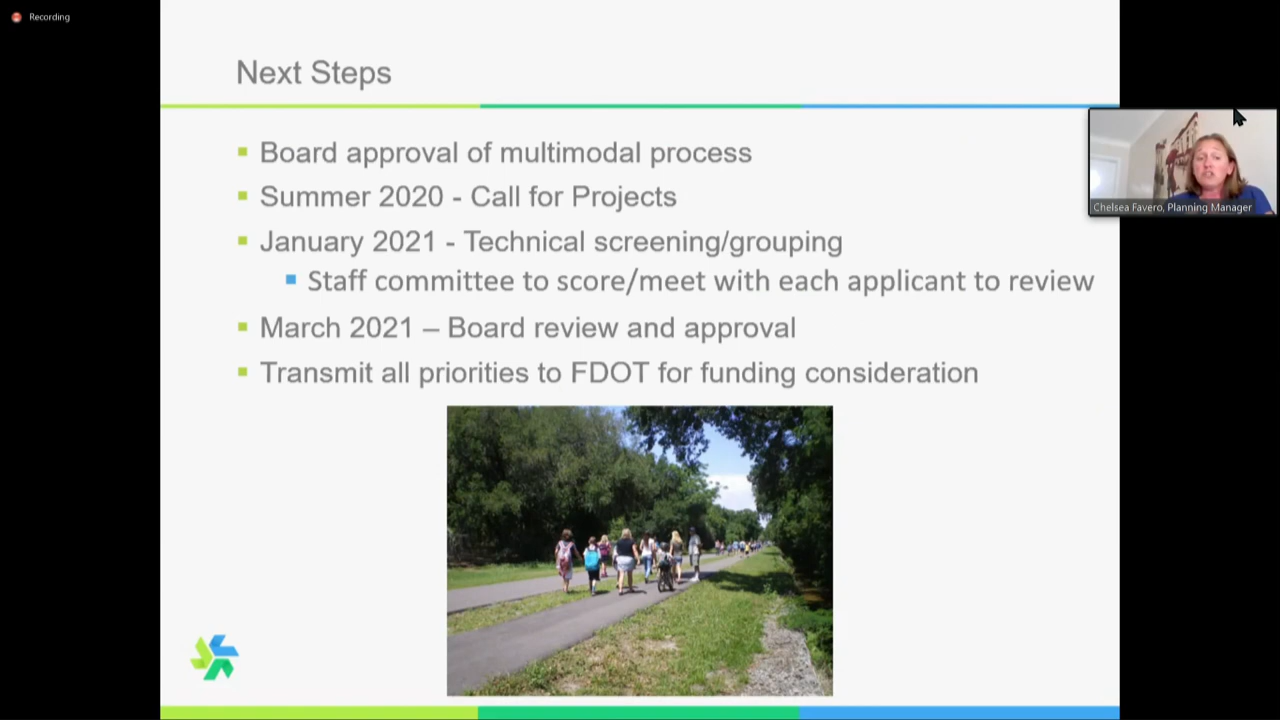 Recording
Next Steps
Board approval of multimodal process
Summer 2020 - Call for Projects
January 2021 - Technical screening/grouping
Staff committee to score/meet with each applicant to review
March 2021 – Board review and approval
Transmit all priorities to FDOT for funding consideration
Chelsea Favero, Planning Manager